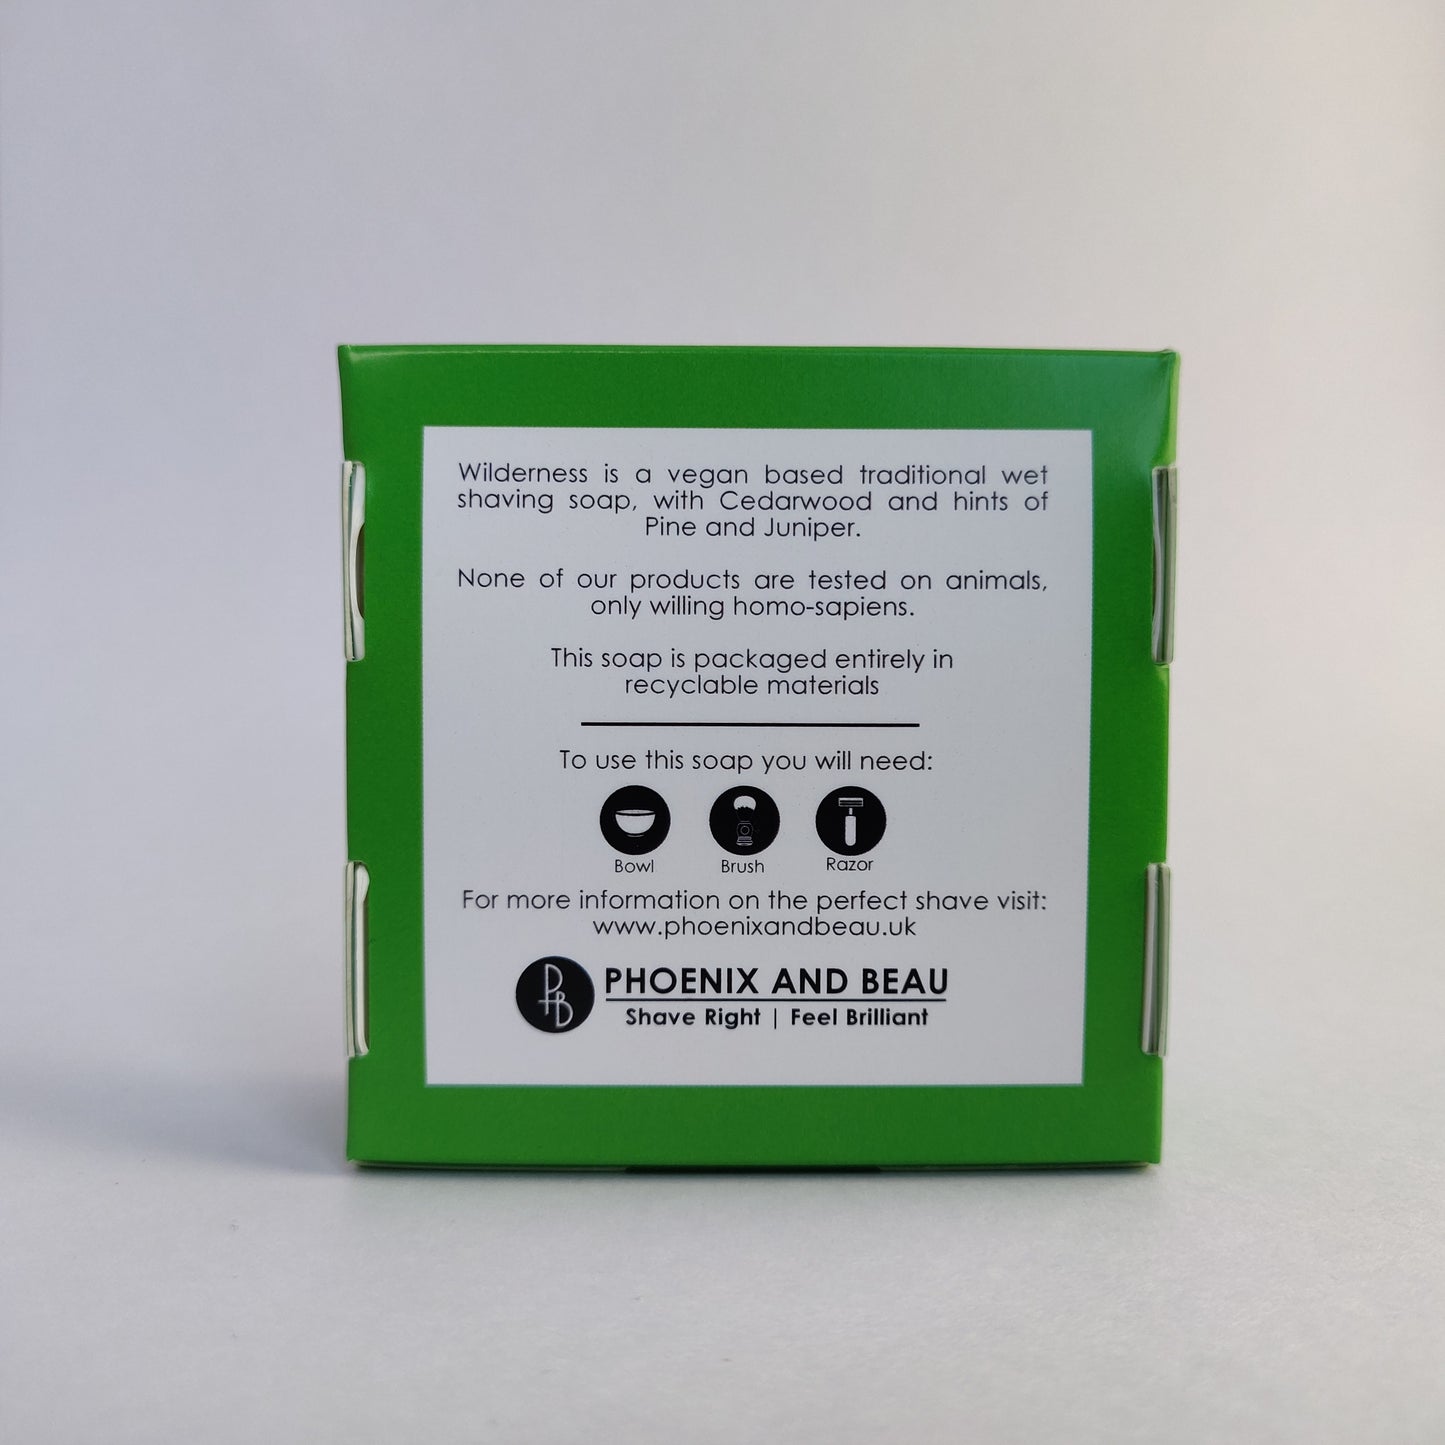 Wilderness is a vegan based traditional wet
shaving soap, with Cedarwood and hints of
Pine and Juniper.
None of our products are tested on animals,
only willing homo-sapiens.
This soap is packaged entirely in
recyclable materials
To use this soap you will need:
Bowl Brush Razor
For more information on the perfect shave visit:
www.phoenixandbeau.uk
PB PHOENIX AND BEAU
Shave Right | Feel Brilliant